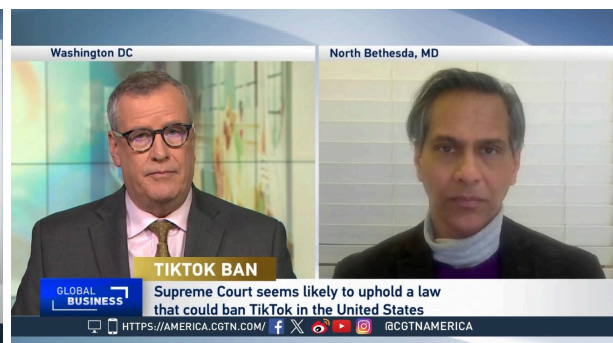 Washington DC
North Bethesda, MD
TIKTOK BAN
GLOBAL
BUSINESS
Supreme Court seems likely to uphold a law
that could ban TikTok in the United States
HTTPS://AMERICA.CGTN.COM/
@CGTNAMERICA